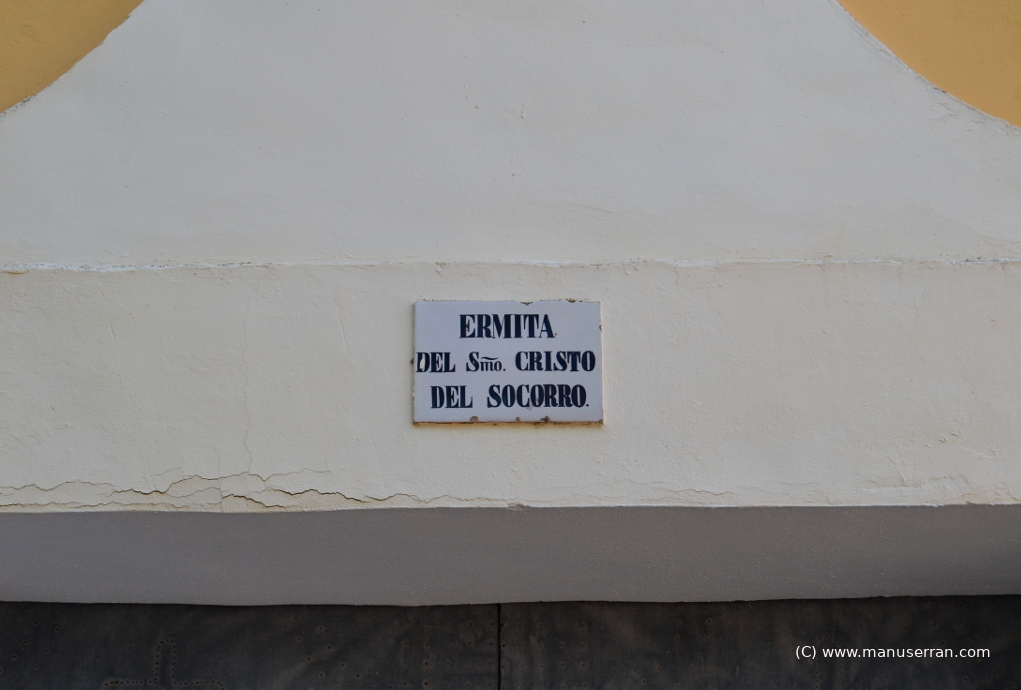 ERMITA
DEL Smo. CRISTO
DEL SOCORRO.
(C) www.manuserran.com